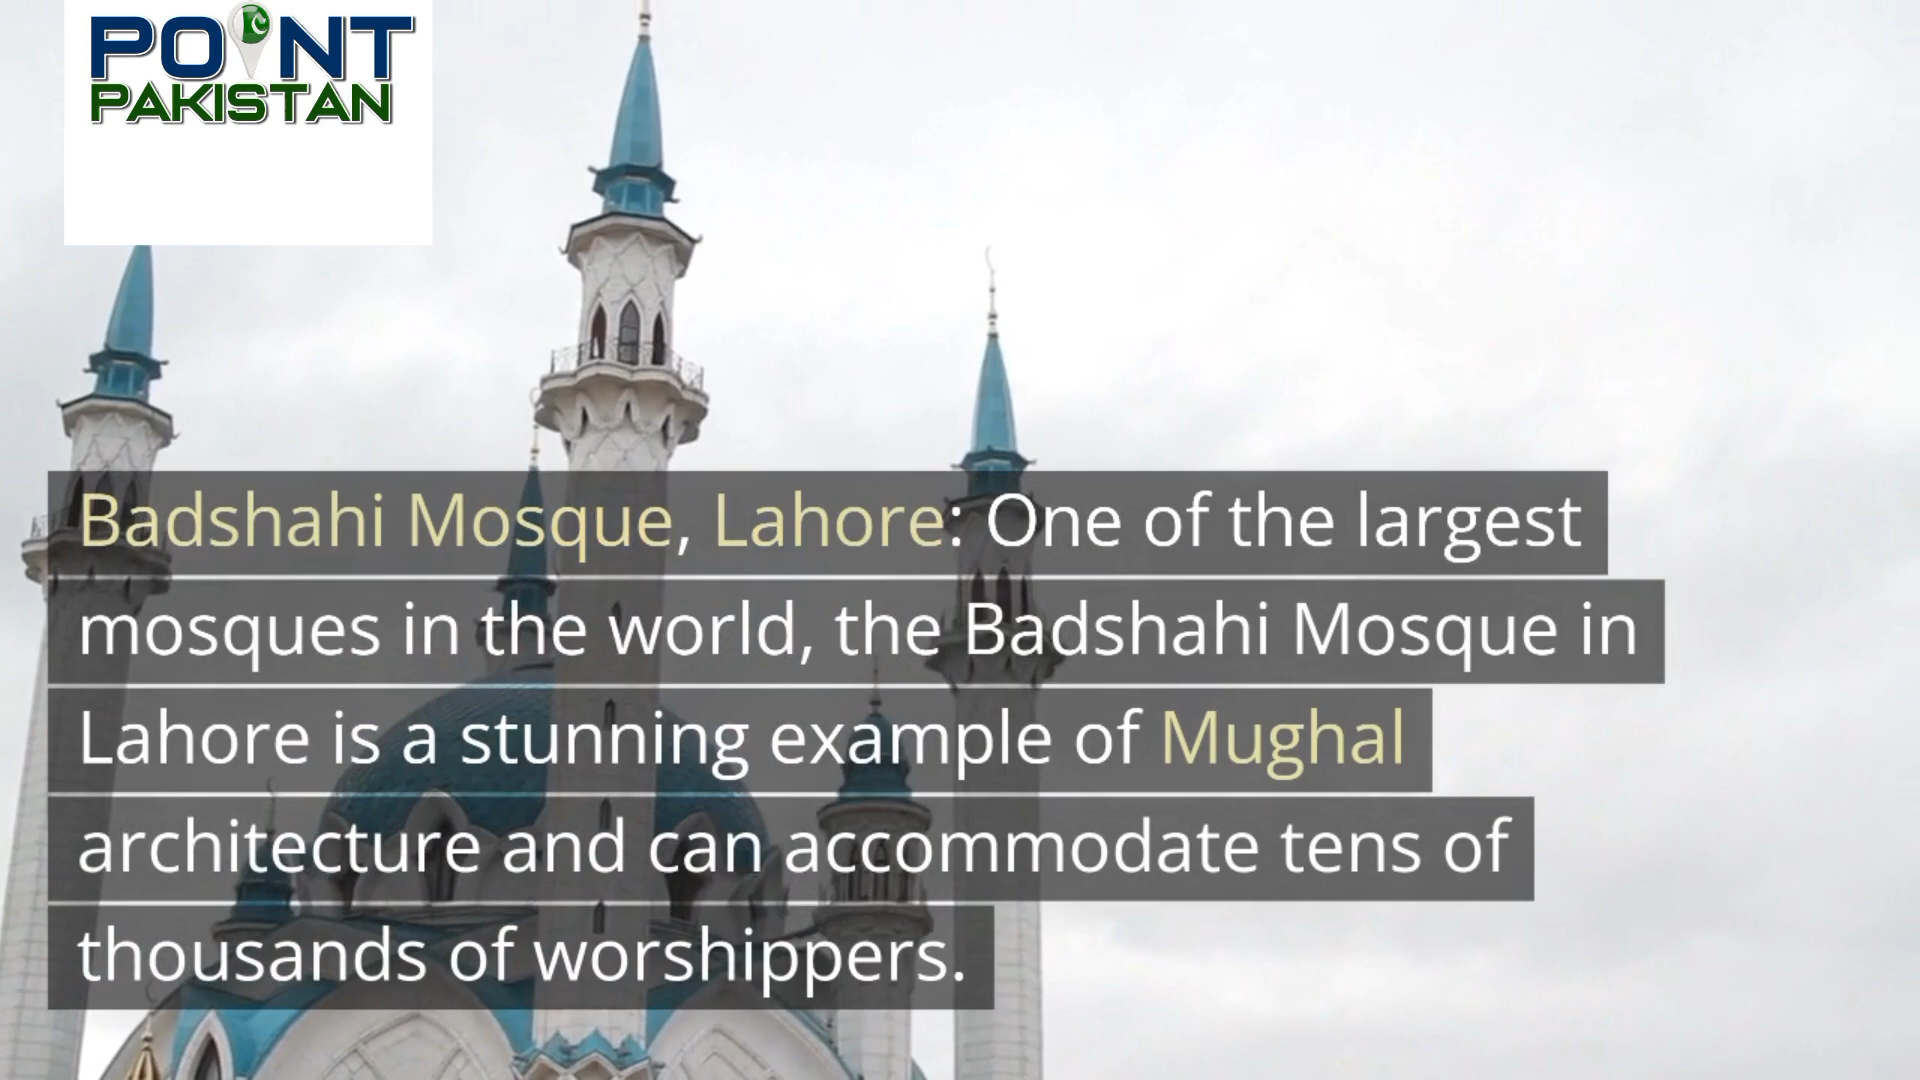 POINT
PAKISTAN
Badshahi Mosque, Lahore: One of the largest
mosques in the world, the Badshahi Mosque in
Lahore is a stunning example of Mughal
architecture and can accommodate tens of
thousands of worshippers.